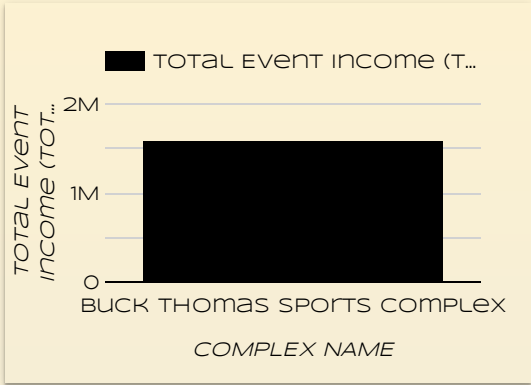 TOTAL EVENT INCOME (T...
TOTAL EVENT
INCOME (TOT...
2M
1M
0
BUCK THOMAS SPORTS COMPLEX
COMPLEX NAME